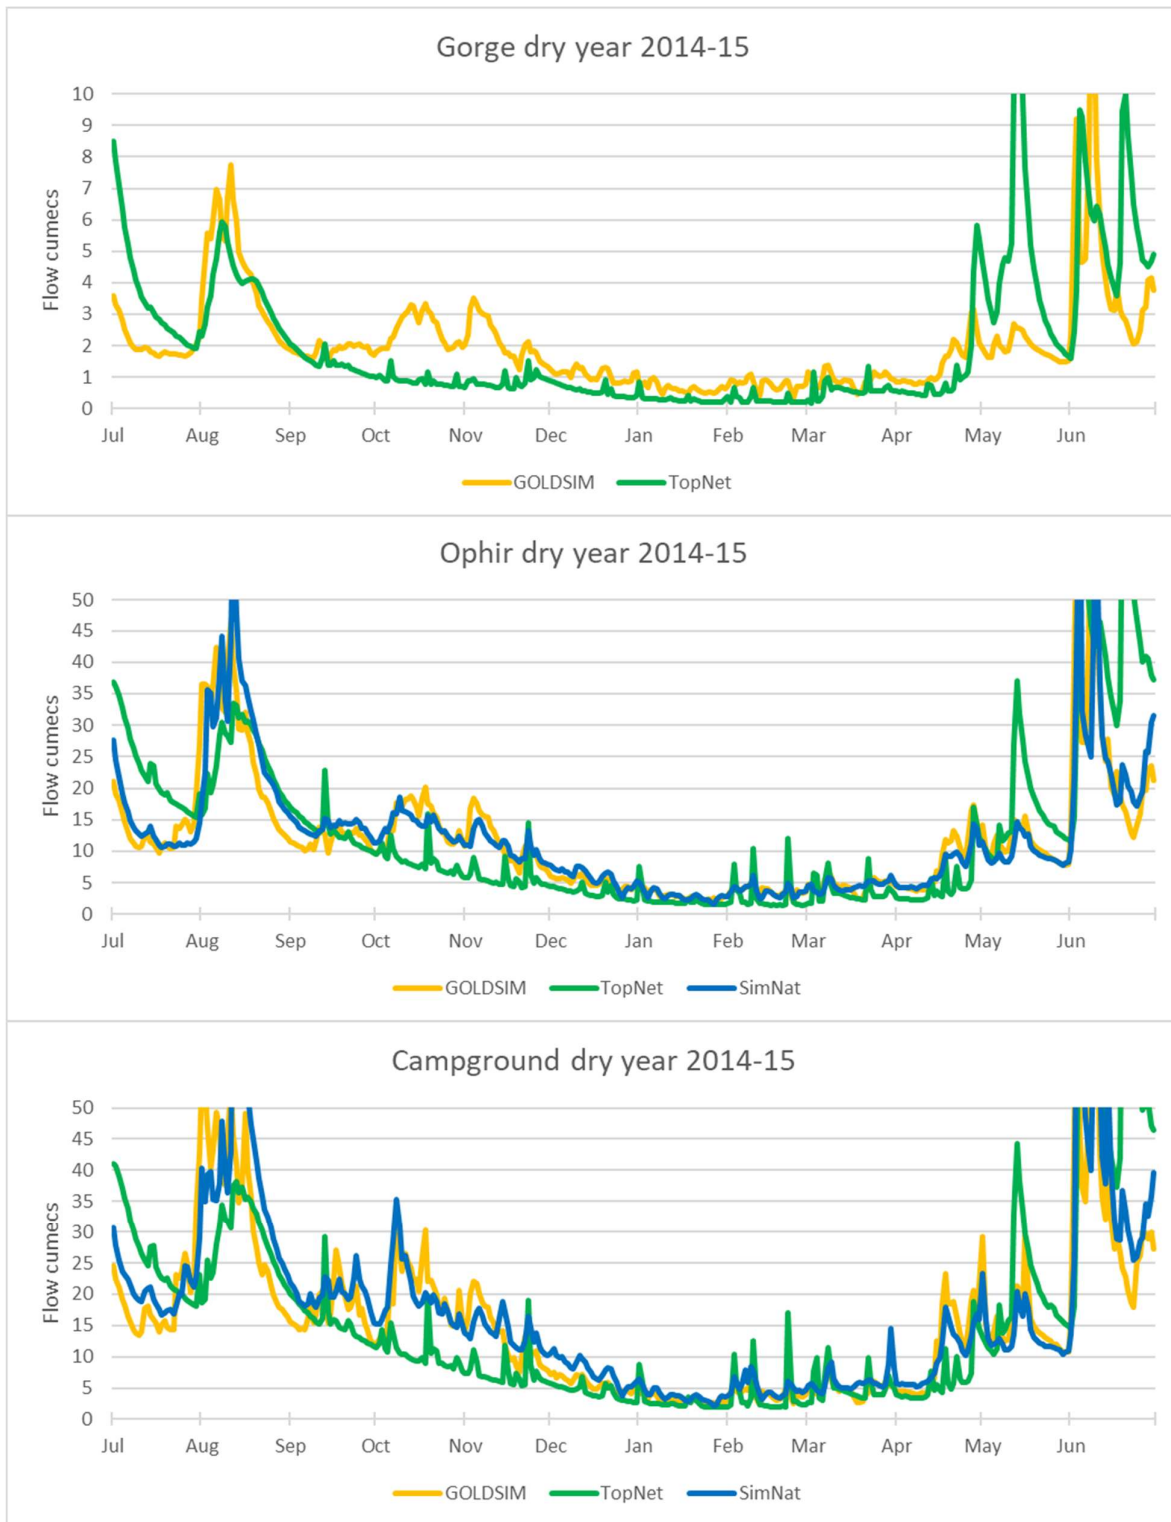 Gorge dry year 2014-15
10
9
8
7
6
5
4
3
2
1
0
Flow cumecs
Jul Aug Sep Oct Nov Dec Jan Feb Mar Apr May Jun
GOLDSIM TopNet
Ophir dry year 2014-15
50
45
40
35
30
25
20
15
10
5
0
Flow cumecs
Jul Aug Sep Oct Nov Dec Jan Feb Mar Apr May Jun
GOLDSIM TopNet SimNat
Campground dry year 2014-15
50
45
40
35
30
25
20
15
10
5
0
Flow cumecs
Jul Aug Sep Oct Nov Dec Jan Feb Mar Apr May Jun
GOLDSIM TopNet SimNat